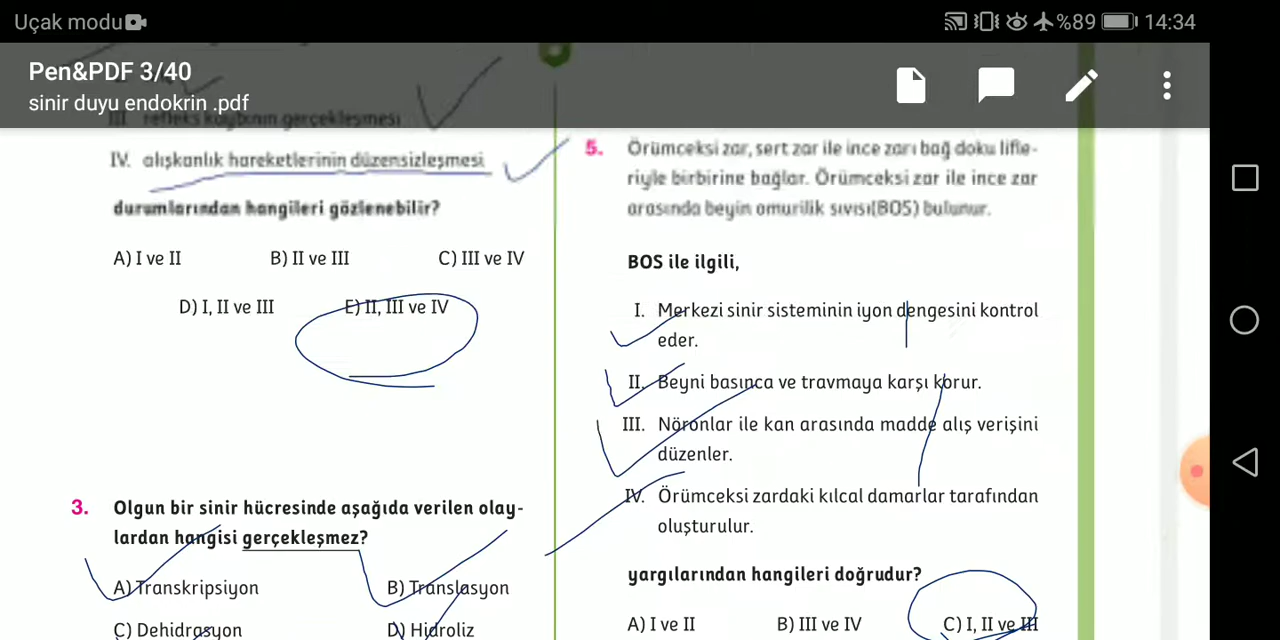 Uçak modu
%89 14:34
Pen&PDF 3/40
sinir duyu endokrin .pdf
III. refleks kaybının gerçekleşmesi
IV. alışkanlık hareketlerinin düzensizleşmesi
durumlarından hangileri gözlenebilir?
A) I ve II B) II ve III C) III ve IV
D) I, II ve III E) II, III ve IV
3. Olgun bir sinir hücresinde aşağıda verilen olay-
lardan hangisi gerçekleşmez?
A) Transkripsiyon B) Translasyon
C) Dehidrasyon D) Hidroliz
5. Örümceksi zar, sert zar ile ince zarı bağ doku lifle-
riyle birbirine bağlar. Örümceksi zar ile ince zar
arasında beyin omurilik sıvısı(BOS) bulunur.
BOS ile ilgili,
I. Merkezi sinir sisteminin iyon dengesini kontrol
eder.
II. Beyni basınca ve travmaya karşı korur.
III. Nöronlar ile kan arasında madde alış verişini
düzenler.
IV. Örümceksi zardaki kılcal damarlar tarafından
oluşturulur.
yargılarından hangileri doğrudur?
A) I ve II B) III ve IV C) I, II ve III